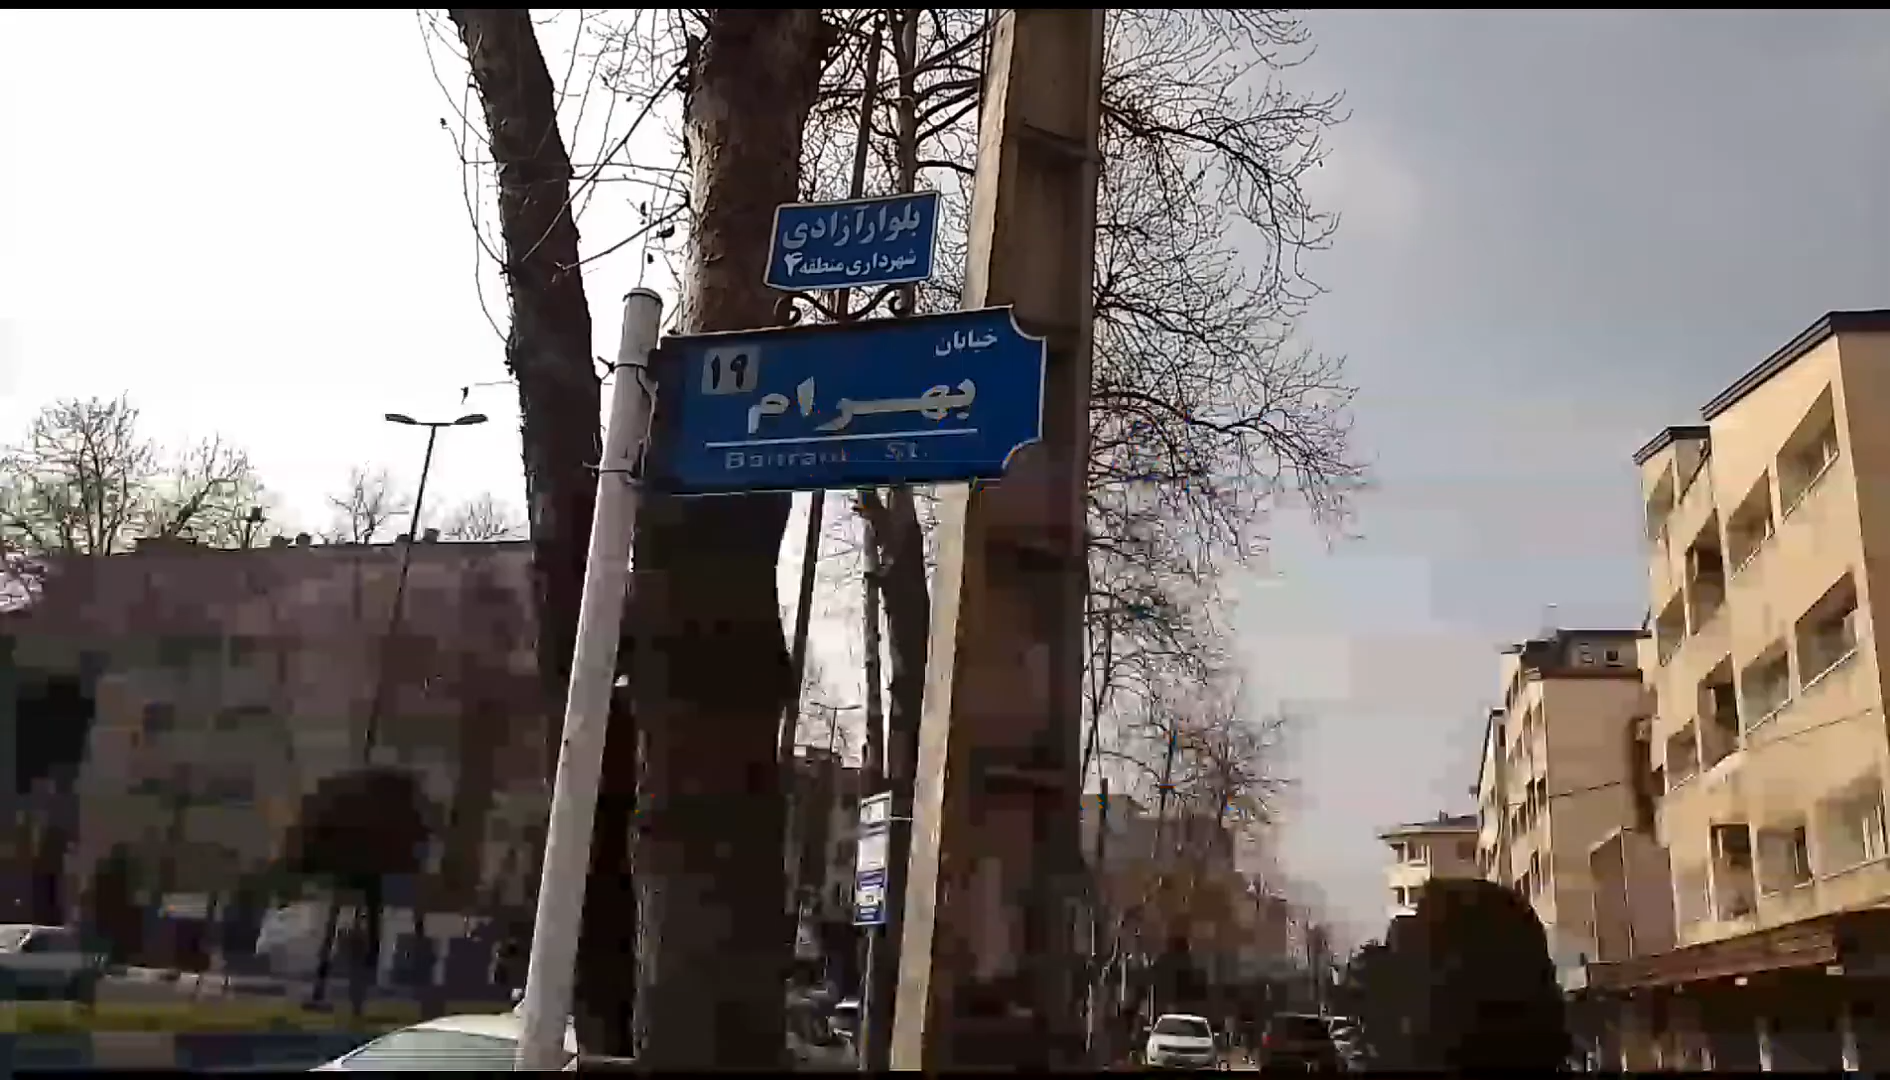 بلوار آزادی
شهرداری منطقه ۴
خیابان
۱۹
بهرام
Bahram St.